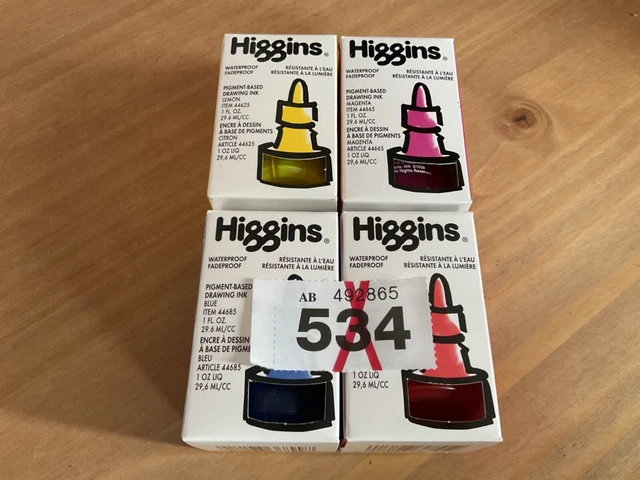 Higgins®
WATERPROOF
FADEPROOF
RÉSISTANTE À L'EAU
RÉSISTANTE À LA LUMIÈRE
PIGMENT-BASED
DRAWING INK
LEMON
ITEM 44625
1 FL OZ.
29.6 ML/CC
ENCRE À DESSIN
À BASE DE PIGMENTS
CITRON
ARTICLE 44625
1 OZ LIQ
29,6 ML/CC
Higgins®
WATERPROOF
FADEPROOF
RÉSISTANTE À L'EAU
RÉSISTANTE À LA LUMIÈRE
PIGMENT-BASED
DRAWING INK
MAGENTA
ITEM 44665
1 FL OZ.
29.6 ML/CC
ENCRE À DESSIN
À BASE DE PIGMENTS
MAGENTA
ARTICLE 44665
1 OZ LIQ
29,6 ML/CC
MA 01053
All Rights Reserved
Higgins®
WATERPROOF
FADEPROOF
RÉSISTANTE À L'EAU
RÉSISTANTE À LA LUMIÈRE
PIGMENT-BASED
DRAWING INK
BLUE
ITEM 44685
1 FL OZ.
29.6 ML/CC
ENCRE À DESSIN
À BASE DE PIGME
BLEU
ARTICLE 44685
1 OZ LIQ
29,6 ML/CC
Higgins®
WATERPROOF
FADEPROOF
RÉSISTANTE À L'EAU
RÉSISTANTE À LA LUMIÈRE
1 OZ LIQ
29,6 ML/CC
AB 492865
534